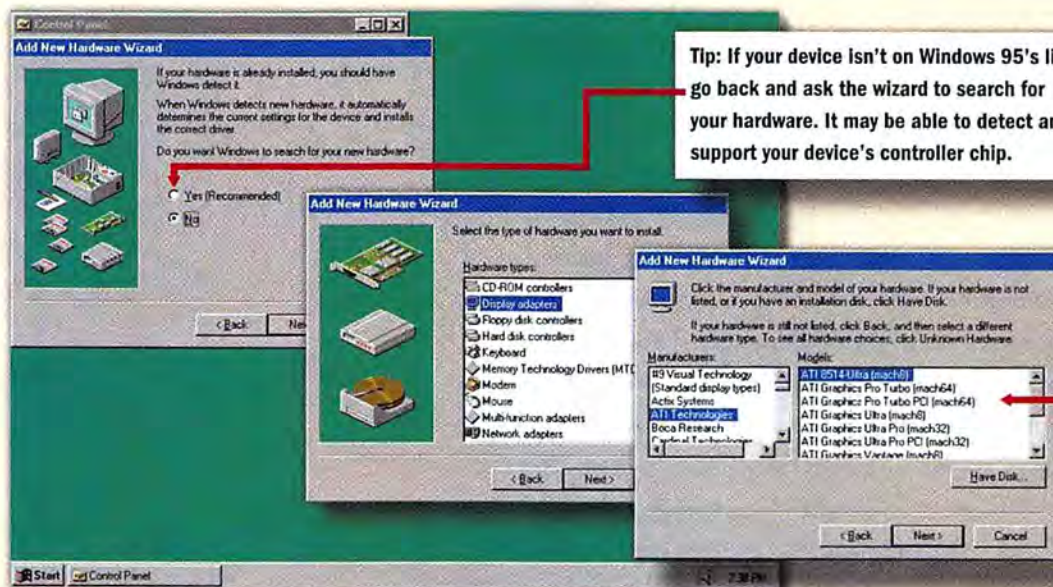 Control Panel
Add New Hardware Wizard
If your hardware is already installed, you should have
Windows detect it.
When Windows detects new hardware, it automatically
determines the current settings for the device and installs
the correct driver.
Do you want Windows to search for your new hardware?
Yes (Recommended)
No
< Back
Tip: If your device isn't on Windows 95's
go back and ask the wizard to search for
your hardware. It may be able to detect
support your device's controller chip.
Add New Hardware Wizard
Select the type of hardware you want to install.
Hardware types:
CD-ROM controllers
Display adapters
Floppy disk controllers
Hard disk controllers
Keyboard
Memory Technology Drivers (MTD
Modem
Mouse
Multi-function adapters
Network adapters
< Back Next >
Add New Hardware Wizard
Click the manufacturer and model of your hardware. If your hardware is not
listed, or if you have an installation disk, click Have Disk.
If your hardware is still not listed, click Back, and then select a different
hardware type. To see all hardware choices, click Unknown Hardware.
Manufacturers:
#9 Visual Technology
(Standard display types)
Actix Systems
ATI Technologies
Boca Research
Cardinal Technologies
Models:
ATI 8514-Ultra (mach8)
ATI Graphics Pro Turbo (mach64)
ATI Graphics Pro Turbo PCI (mach64)
ATI Graphics Ultra (mach8)
ATI Graphics Ultra Pro (mach32)
ATI Graphics Ultra Pro PCI (mach32)
ATI Graphics Vantage (mach8)
Have Disk...
< Back Next > Cancel
Start Control Panel 7:38 PM